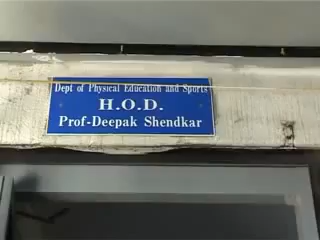 Dept of Physical Education and Sports
H.O.D.
Prof-Deepak Shendkar